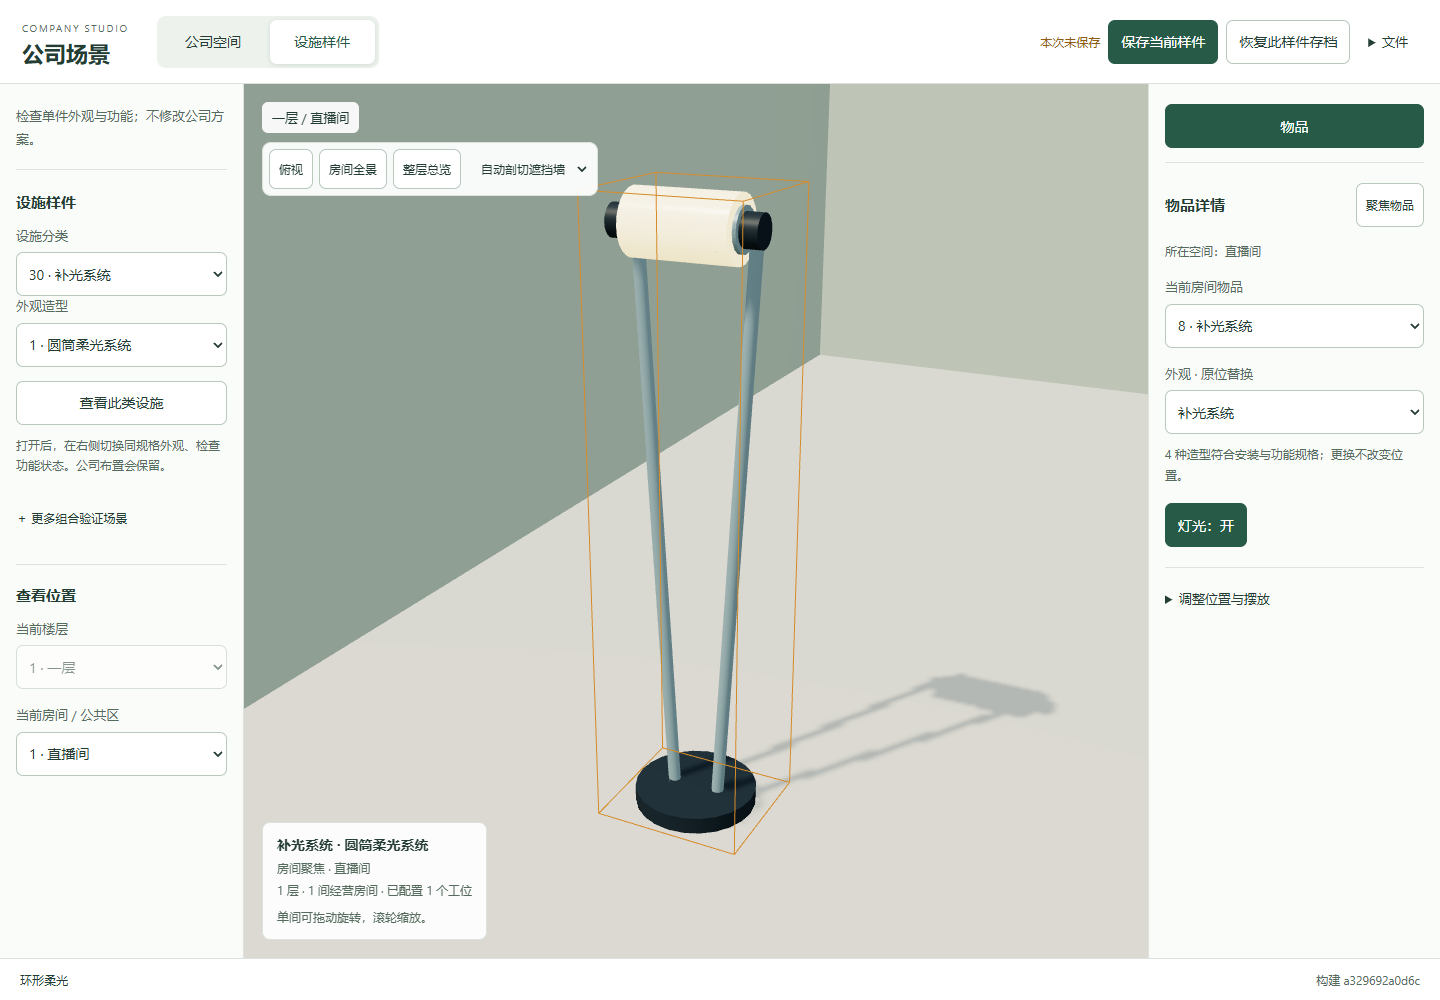 COMPANY STUDIO
公司场景
公司空间
设施样件
本次未保存
保存当前样件
恢复此样件存档
▶ 文件
检查单件外观与功能；不修改公司方
案。
设施样件
设施分类
30 · 补光系统
外观造型
1 · 圆筒柔光系统
查看此类设施
打开后，在右侧切换同规格外观、检查
功能状态。公司布置会保留。
+ 更多组合验证场景
查看位置
当前楼层
1 · 一层
当前房间 / 公共区
1 · 直播间
一层 / 直播间
俯视
房间全景
整层总览
自动剖切遮挡墙
补光系统 · 圆筒柔光系统
房间聚焦 · 直播间
1 层 · 1 间经营房间 · 已配置 1 个工位
单间可拖动旋转，滚轮缩放。
物品
物品详情
聚焦物品
所在空间：直播间
当前房间物品
8 · 补光系统
外观 · 原位替换
补光系统
4 种造型符合安装与功能规格；更换不改变位
置。
灯光：开
▶ 调整位置与摆放
环形柔光
构建 a329692a0d6c